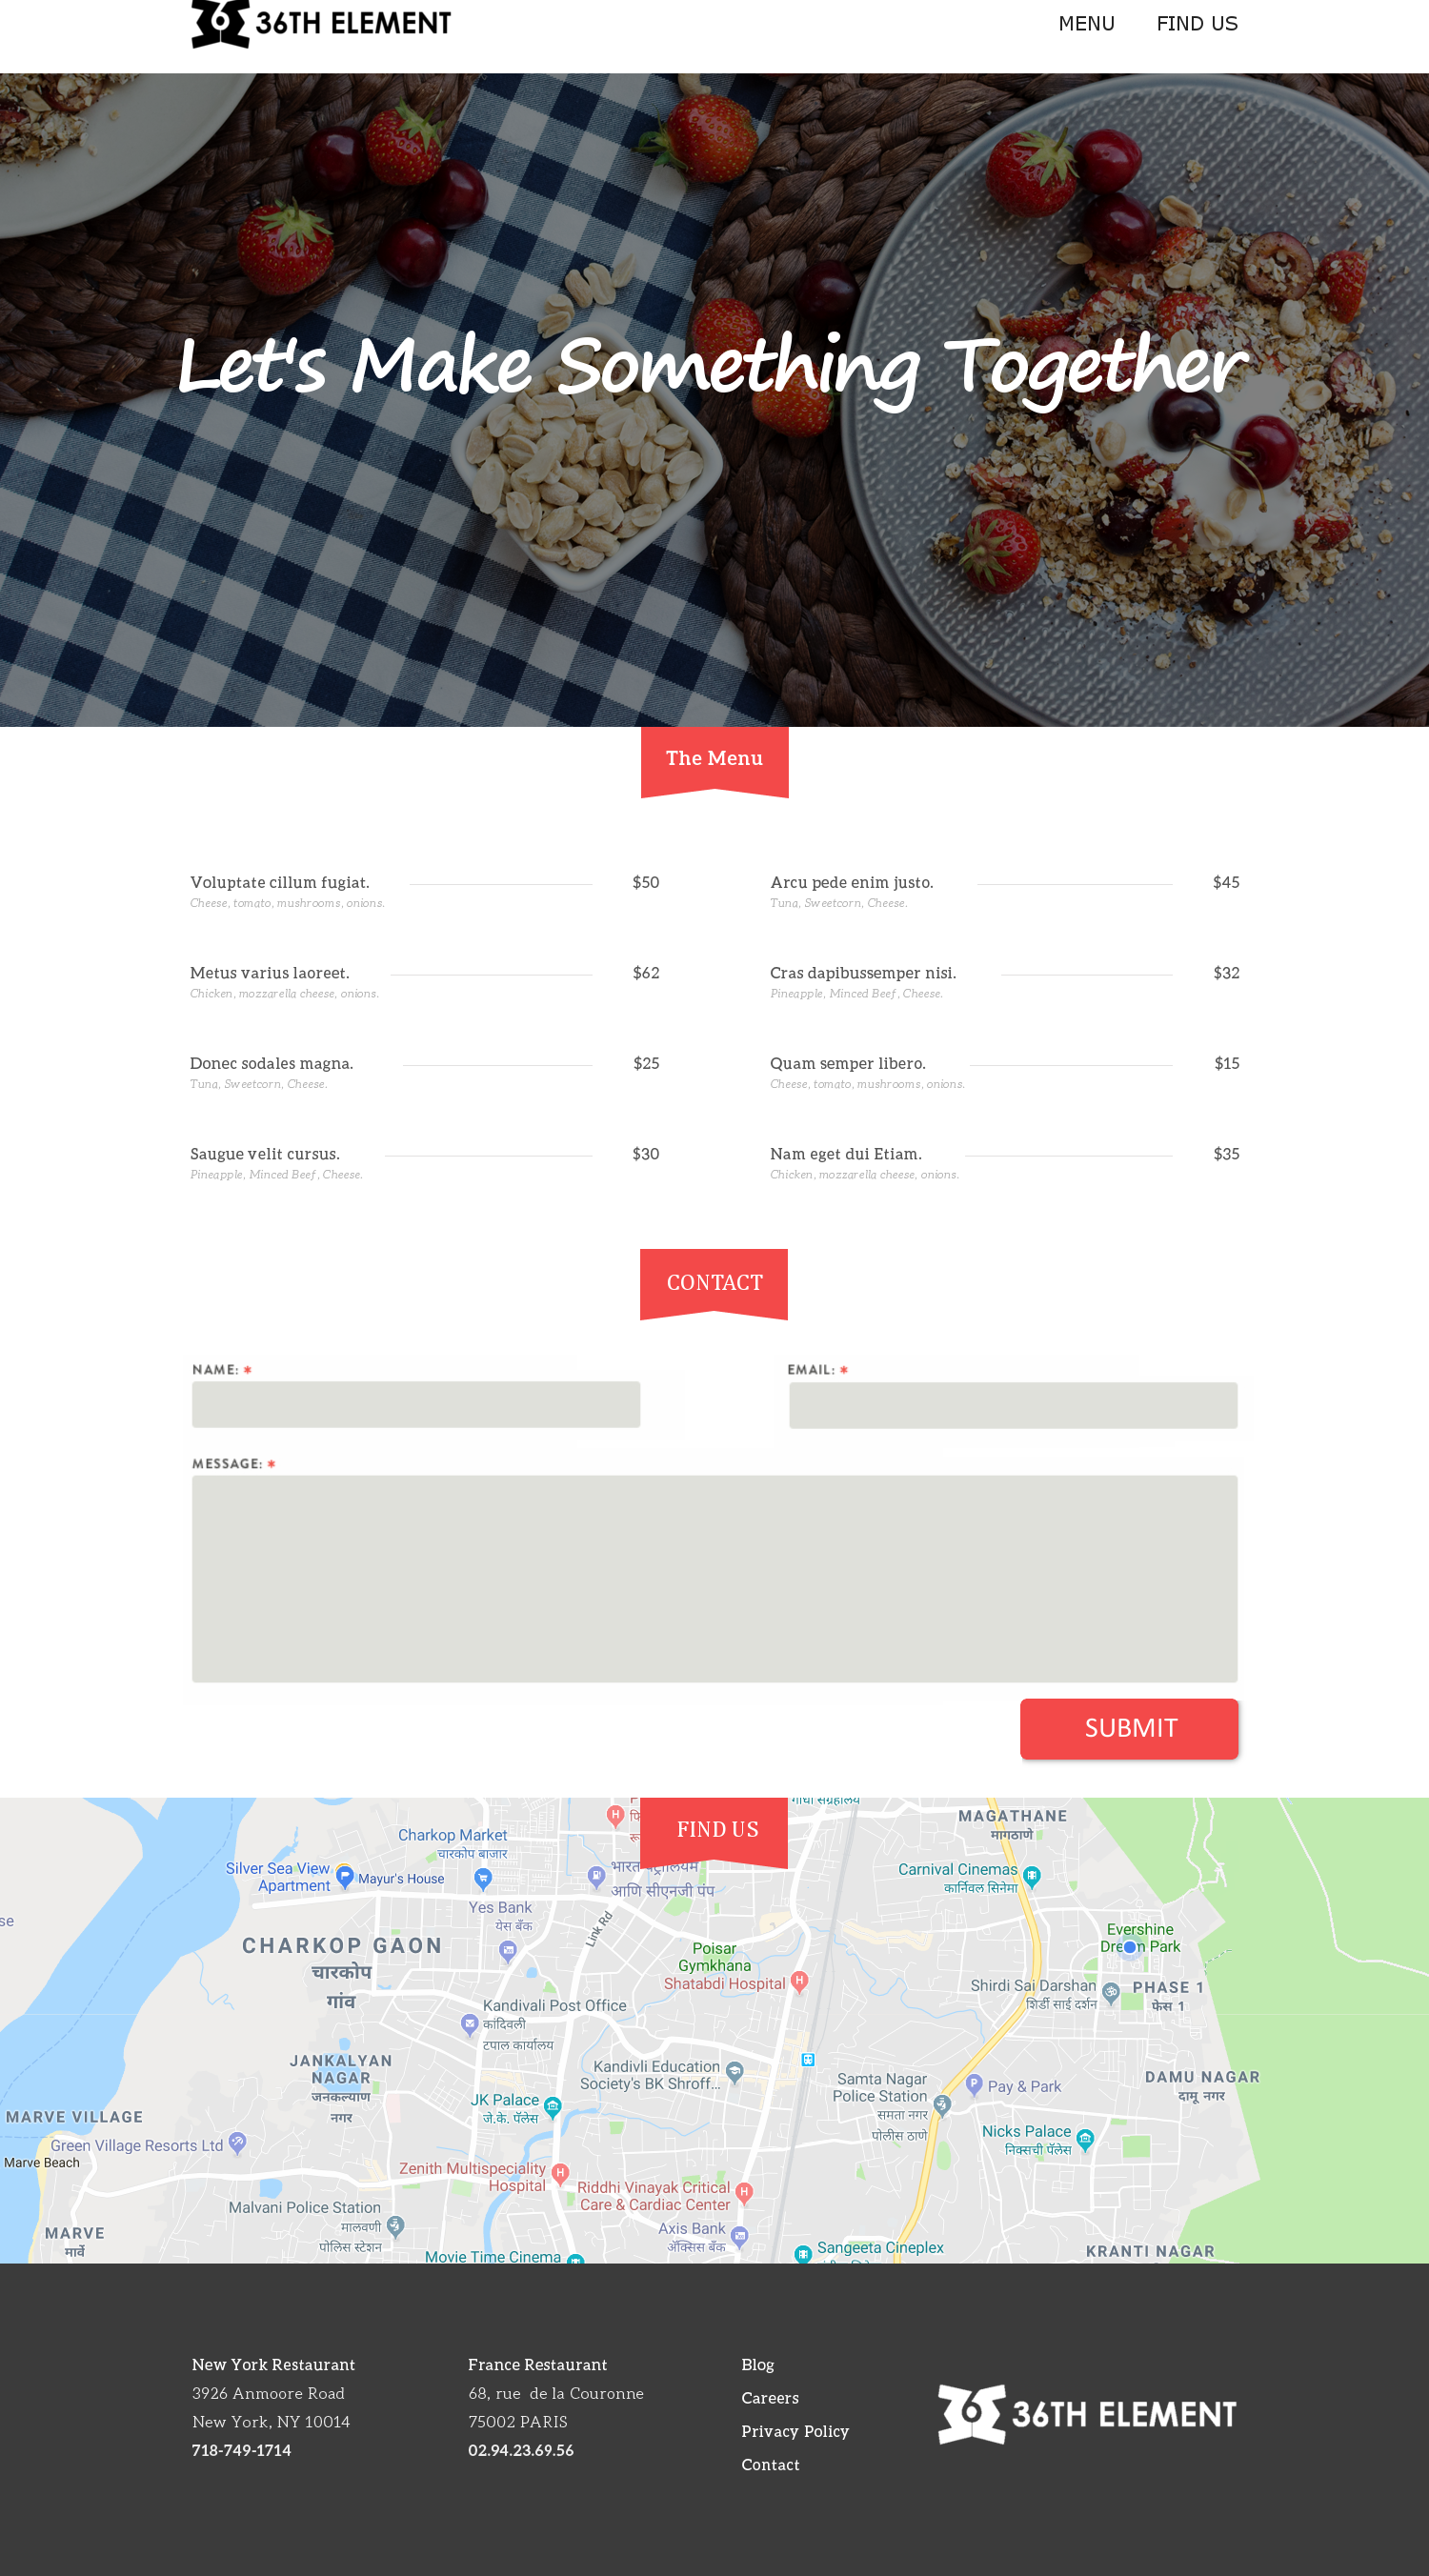 36TH ELEMENT
MENU FIND US
Let's Make Something Together
The Menu
Voluptate cillum fugiat. $50
Cheese, tomato, mushrooms, onions.
Metus varius laoreet. $62
Chicken, mozzarella cheese, onions.
Donec sodales magna. $25
Tuna, Sweetcorn, Cheese.
Saugue velit cursus. $30
Pineapple, Minced Beef, Cheese.
Arcu pede enim justo. $45
Tuna, Sweetcorn, Cheese.
Cras dapibussemper nisi. $32
Pineapple, Minced Beef, Cheese.
Quam semper libero. $15
Cheese, tomato, mushrooms, onions.
Nam eget dui Etiam. $35
Chicken, mozzarella cheese, onions.
CONTACT
NAME: *
EMAIL: *
MESSAGE: *
SUBMIT
FIND US
गांधी संग्रहालय
MAGATHANE
मागठाणे
Charkop Market
चारकोप बाजार
Silver Sea View
Apartment
Mayur's House
भारत पेट्रोलियम
आणि सीएनजी पंप
Carnival Cinemas
कार्निवल सिनेमा
Yes Bank
येस बँक
Link Rd
se
CHARKOP GAON
चारकोप
गांव
Poisar
Gymkhana
Shatabdi Hospital
Evershine
Dream Park
Shirdi Sai Darshan
शिर्डी साई दर्शन
PHASE 1
फेस 1
Kandivali Post Office
कांदिवली
टपाल कार्यालय
JANKALYAN
NAGAR
जनकल्याण
नगर
Kandivli Education
Society's BK Shroff...
Samta Nagar
Police Station
समता नगर
पोलीस ठाणे
Pay & Park
DAMU NAGAR
दामू नगर
JK Palace
जे.के. पॅलेस
MARVE VILLAGE
Green Village Resorts Ltd
Marve Beach
Nicks Palace
निक्सची पॅलेस
Zenith Multispeciality
Hospital
Riddhi Vinayak Critical
Care & Cardiac Center
Malvani Police Station
मालवणी
पोलिस स्टेशन
Axis Bank
ॲक्सिस बँक
MARVE
मार्वे
Movie Time Cinema
Sangeeta Cineplex
KRANTI NAGAR
New York Restaurant
3926 Anmoore Road
New York, NY 10014
718-749-1714
France Restaurant
68, rue de la Couronne
75002 PARIS
02.94.23.69.56
Blog
Careers
Privacy Policy
Contact
36TH ELEMENT